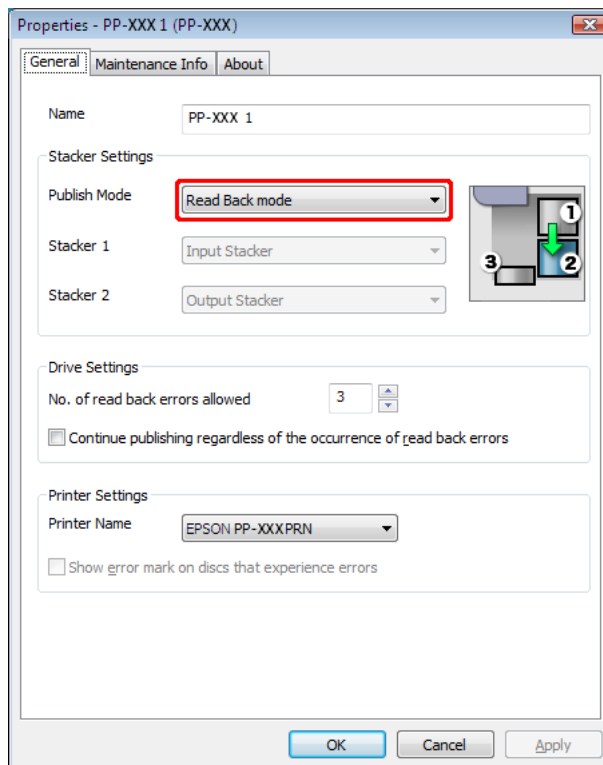 Properties - PP-XXX 1 (PP-XXX)
General Maintenance Info About
Name PP-XXX 1
Stacker Settings
Publish Mode Read Back mode
1
Stacker 1 Input Stacker
3 2
Stacker 2 Output Stacker
Drive Settings
No. of read back errors allowed 3
Continue publishing regardless of the occurrence of read back errors
Printer Settings
Printer Name EPSON PP-XXXPRN
Show error mark on discs that experience errors
OK Cancel Apply